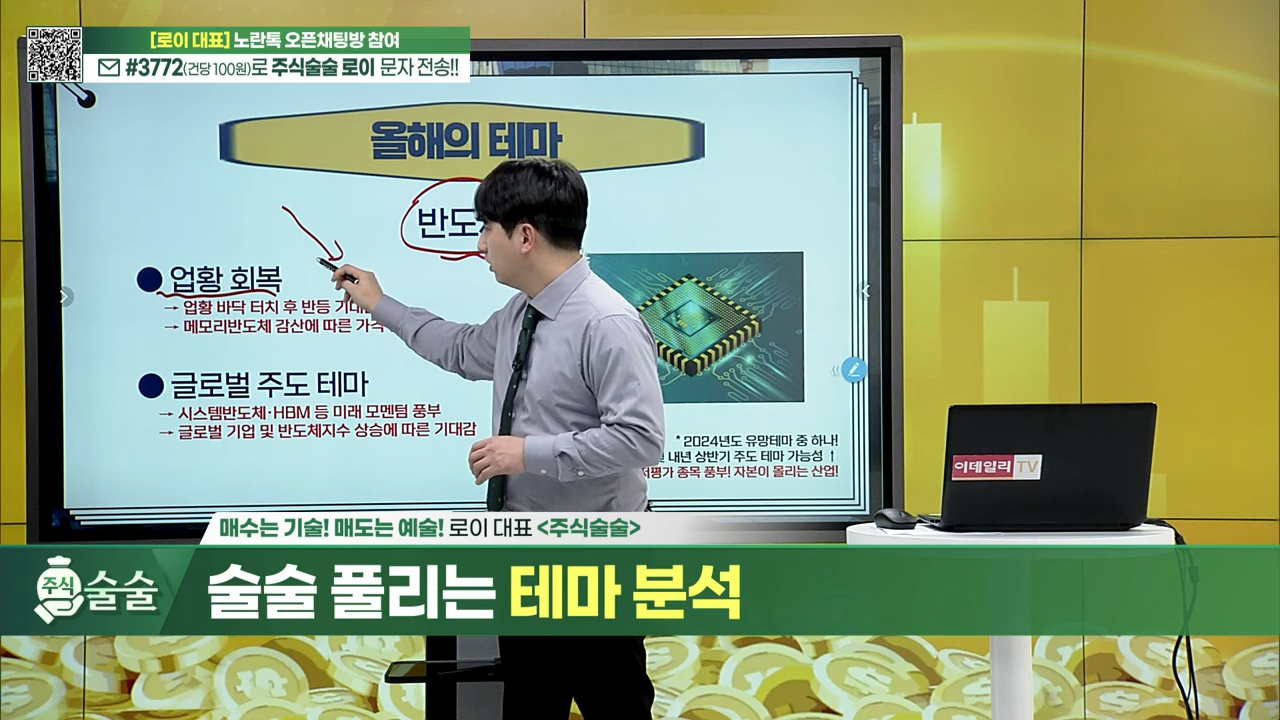 [로이 대표] 노란톡 오픈채팅방 참여
#3772(건당 100원)로 주식술술 로이 문자 전송!!
올해의 테마
반도
업황 회복
→ 업황 바닥 터치 후 반등 기대
→ 메모리반도체 감산에 따른 가격
글로벌 주도 테마
→ 시스템반도체·HBM 등 미래 모멘텀 풍부
→ 글로벌 기업 및 반도체지수 상승에 따른 기대감
* 2024년도 유망테마 중 하나!
내년 상반기 주도 테마 가능성 ↑
저평가 종목 풍부! 자본이 몰리는 산업!
이데일리 TV
매수는 기술! 매도는 예술! 로이 대표 <주식술술>
주식 술술
술술 풀리는 테마 분석